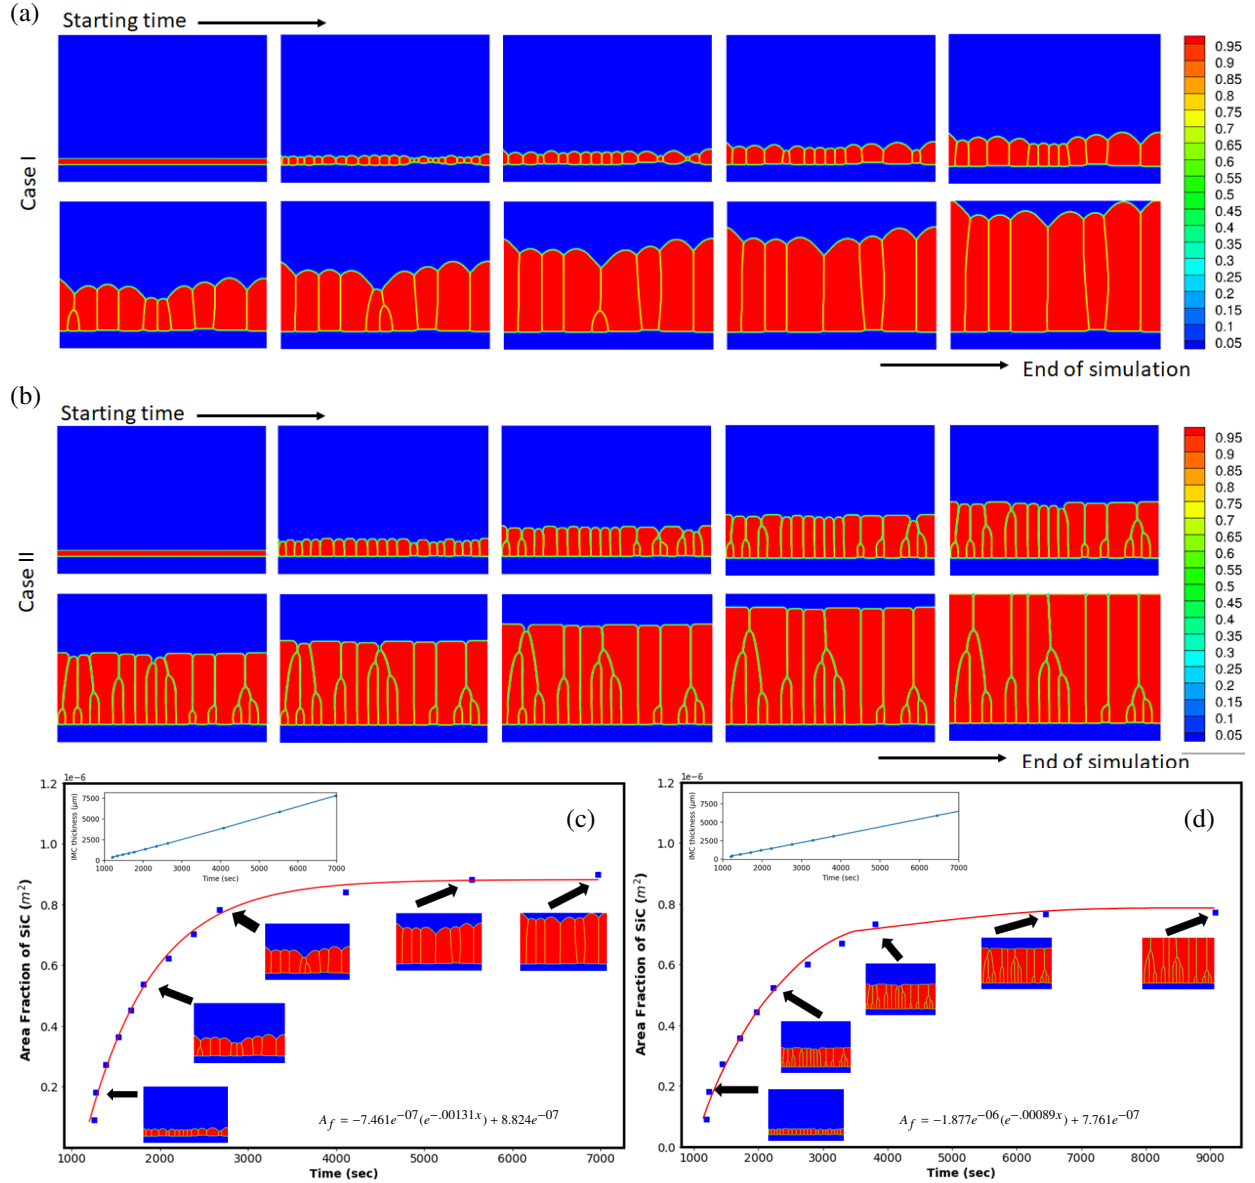 (a)
Starting time
Case I
0.95
0.9
0.85
0.8
0.75
0.7
0.65
0.6
0.55
0.5
0.45
0.4
0.35
0.3
0.25
0.2
0.15
0.1
0.05
End of simulation
(b)
Starting time
Case II
0.95
0.9
0.85
0.8
0.75
0.7
0.65
0.6
0.55
0.5
0.45
0.4
0.35
0.3
0.25
0.2
0.15
0.1
0.05
End of simulation
1e−6
1.2
1.0
0.8
0.6
0.4
0.2
Area Fraction of SiC (m²)
7500
5000
2500
0
IMC thickness (μm)
1000 2000 3000 4000 5000 6000 7000
Time (sec)
(c)
A_f = −7.461e^−07(e^−.00131x) + 8.824e^−07
1000 2000 3000 4000 5000 6000 7000
Time (sec)
1e−6
1.2
1.0
0.8
0.6
0.4
0.2
0.0
Area Fraction of SiC (m²)
7500
5000
2500
0
IMC thickness (μm)
1000 2000 3000 4000 5000 6000 7000
Time (sec)
(d)
A_f = −1.877e^−06(e^−.00089x) + 7.761e^−07
1000 2000 3000 4000 5000 6000 7000 8000 9000
Time (sec)